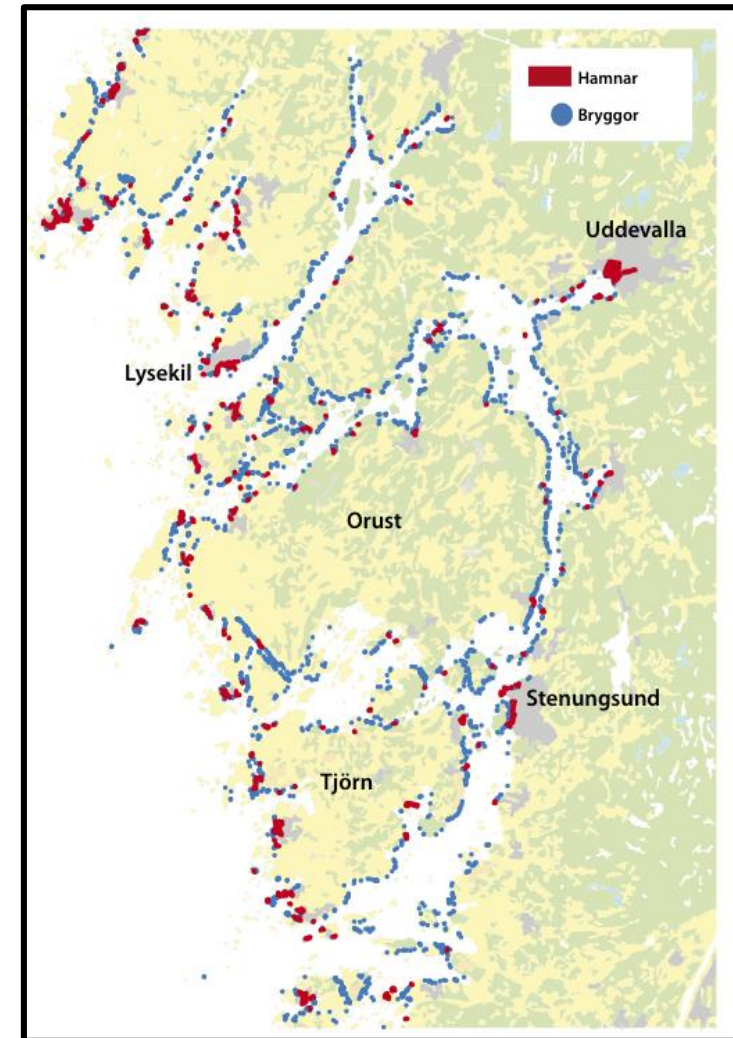 Hamnar
Bryggor
Uddevalla
Lysekil
Orust
Stenungsund
Tjörn